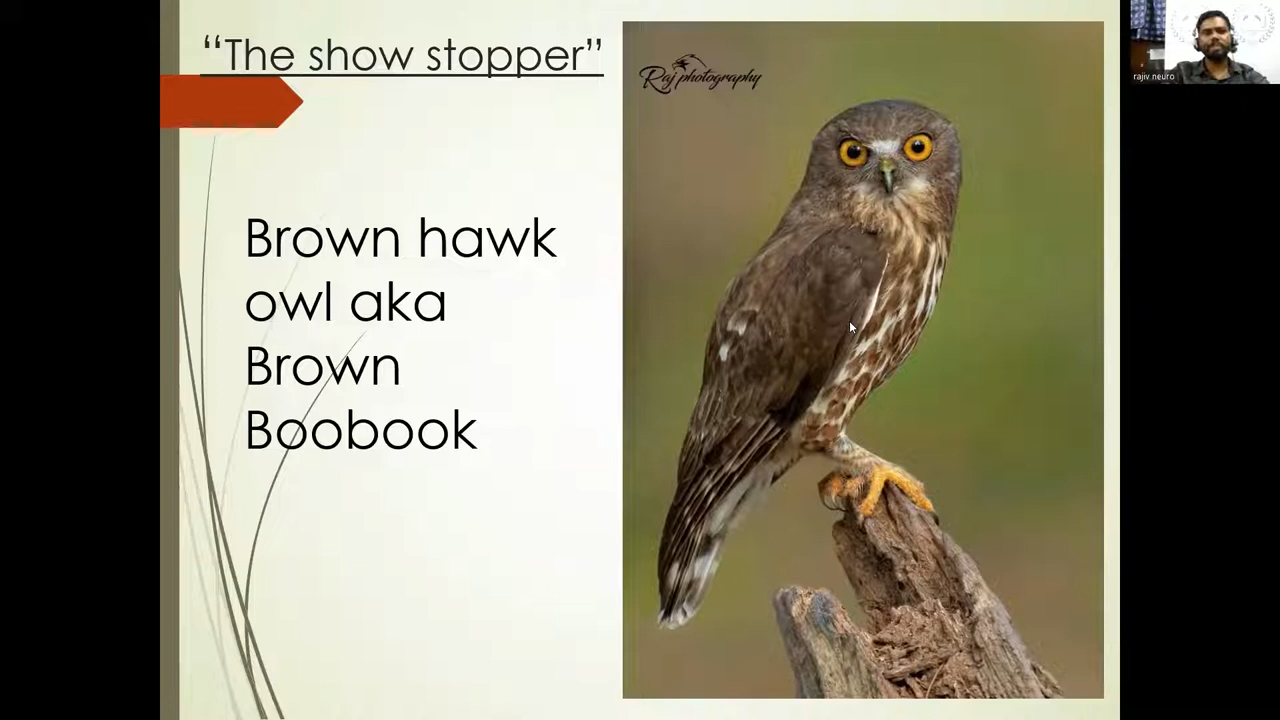 “The show stopper”
Raj photography
rajiv neuro
Brown hawk
owl aka
Brown
Boobook